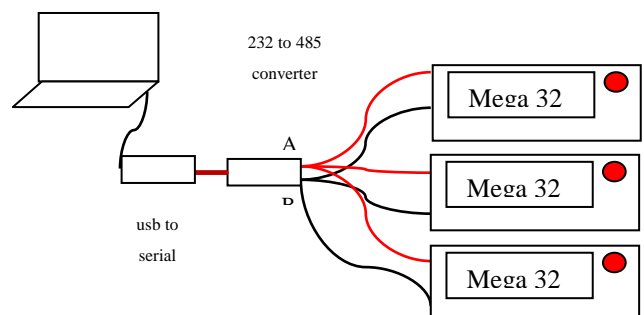 232 to 485
converter
Mega 32
A
Mega 32
B
usb to
serial
Mega 32